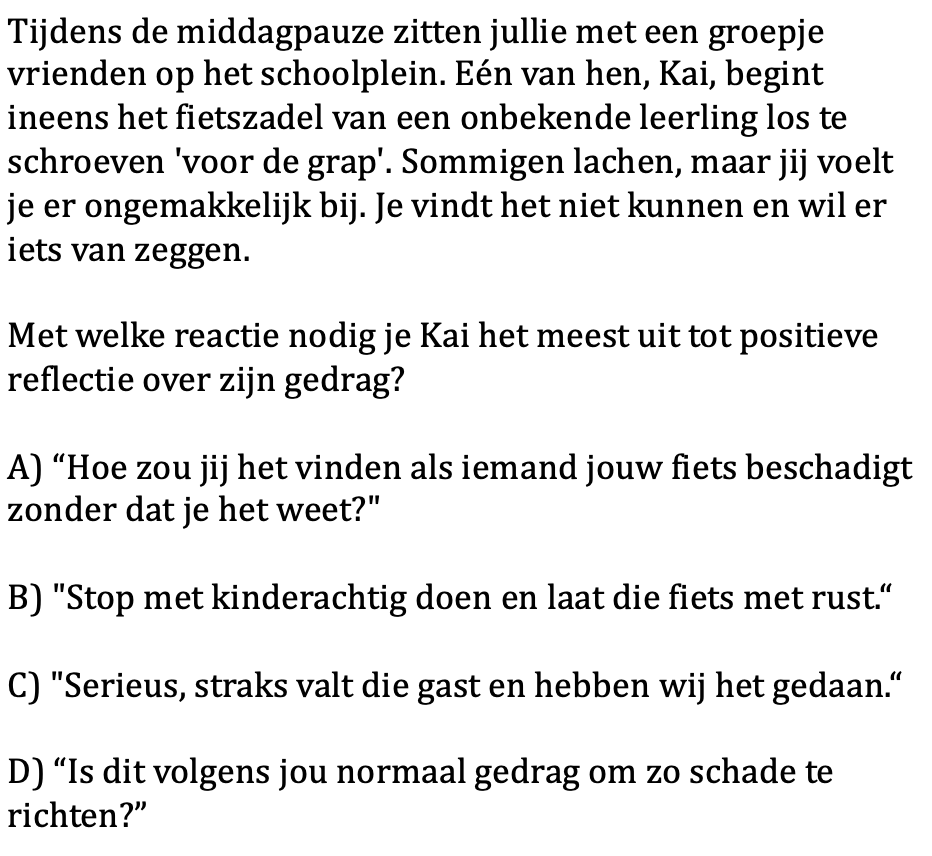 Tijdens de middagpauze zitten jullie met een groepje
vrienden op het schoolplein. Eén van hen, Kai, begint
ineens het fietszadel van een onbekende leerling los te
schroeven 'voor de grap'. Sommigen lachen, maar jij voelt
je er ongemakkelijk bij. Je vindt het niet kunnen en wil er
iets van zeggen.

Met welke reactie nodig je Kai het meest uit tot positieve
reflectie over zijn gedrag?

A) “Hoe zou jij het vinden als iemand jouw fiets beschadigt
zonder dat je het weet?"

B) "Stop met kinderachtig doen en laat die fiets met rust.“

C) "Serieus, straks valt die gast en hebben wij het gedaan.“

D) “Is dit volgens jou normaal gedrag om zo schade te
richten?”